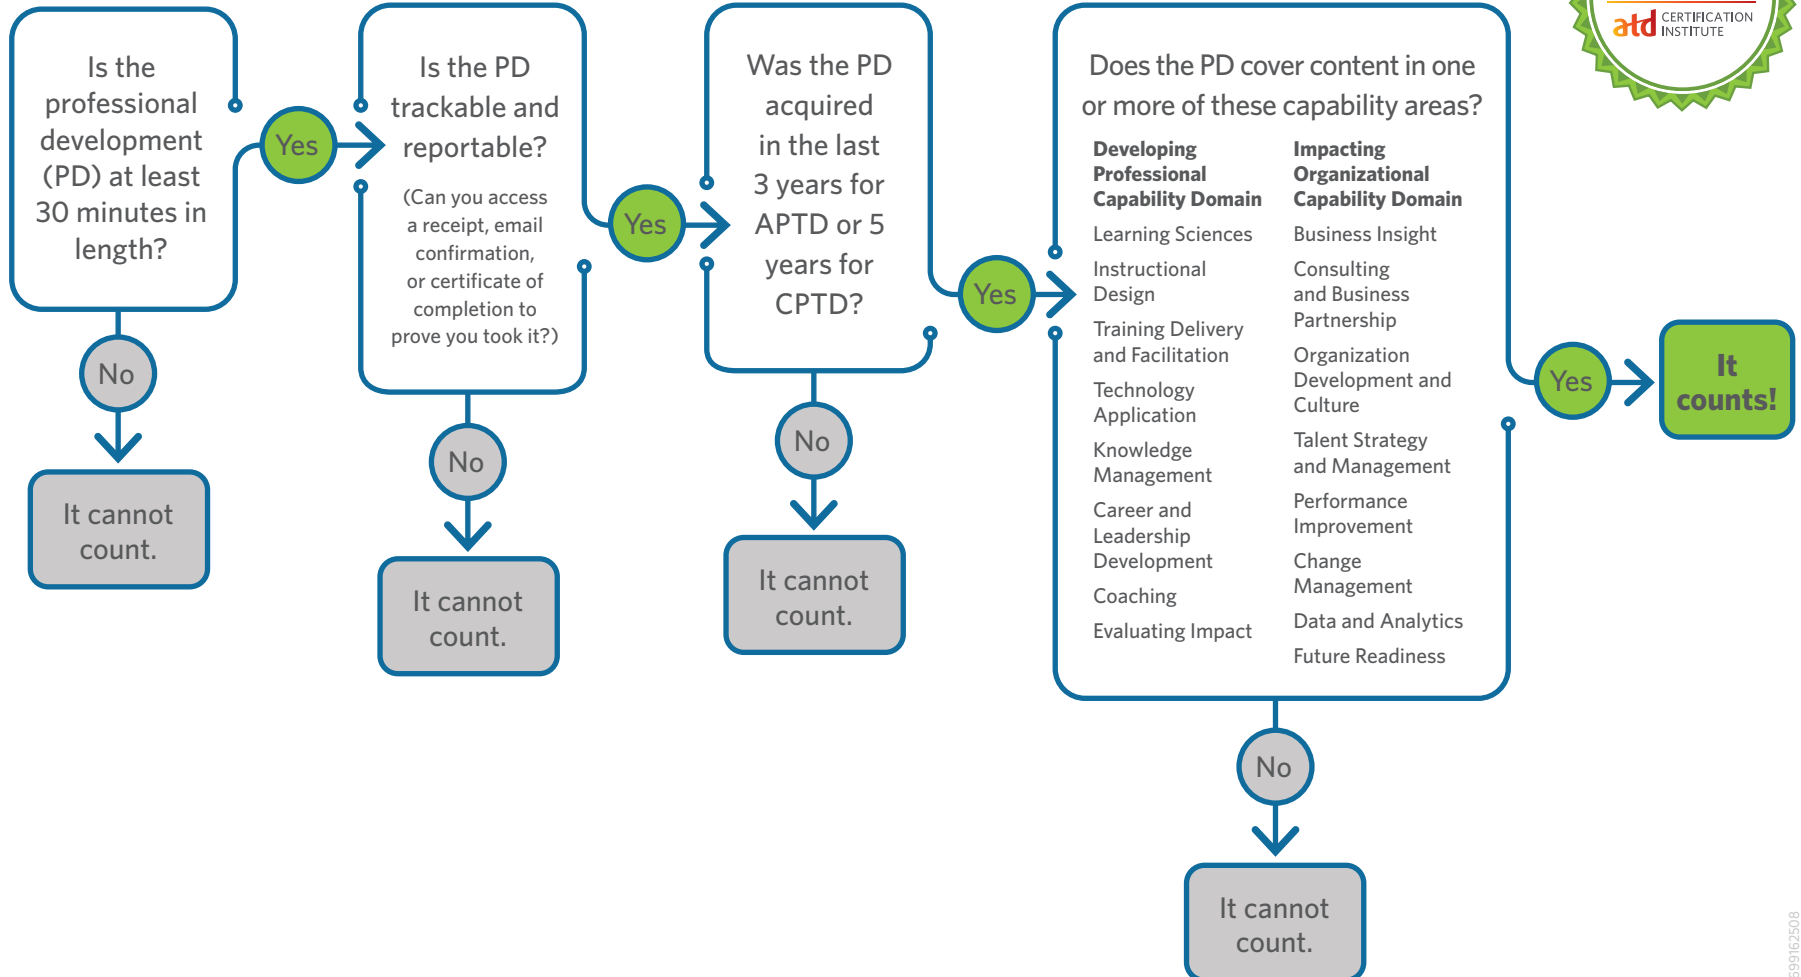 Is the
professional
development
(PD) at least
30 minutes in
length?
Yes
No
It cannot
count.
Is the PD
trackable and
reportable?
(Can you access
a receipt, email
confirmation,
or certificate of
completion to
prove you took it?)
Yes
No
It cannot
count.
Was the PD
acquired
in the last
3 years for
APTD or 5
years for
CPTD?
Yes
No
It cannot
count.
Does the PD cover content in one
or more of these capability areas?
Developing
Professional
Capability Domain
Learning Sciences
Instructional
Design
Training Delivery
and Facilitation
Technology
Application
Knowledge
Management
Career and
Leadership
Development
Coaching
Evaluating Impact
Impacting
Organizational
Capability Domain
Business Insight
Consulting
and Business
Partnership
Organization
Development and
Culture
Talent Strategy
and Management
Performance
Improvement
Change
Management
Data and Analytics
Future Readiness
Yes
No
It cannot
count.
It
counts!
atd CERTIFICATION
INSTITUTE
699162508